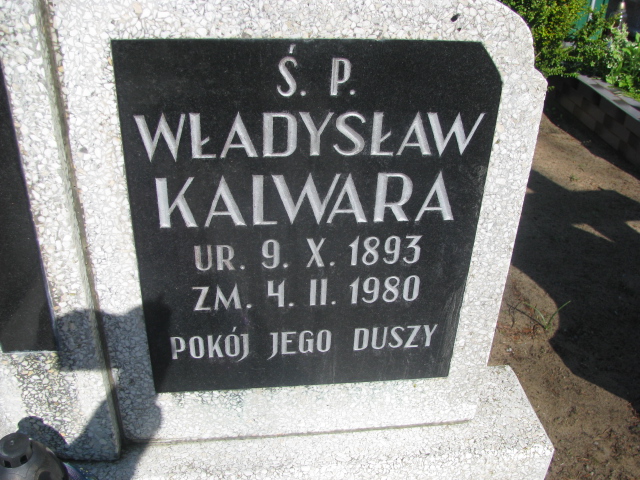 Ś. P.
WŁADYSŁAW
KALWARA
UR. 9. X. 1893
ZM. 4. II. 1980
POKÓJ JEGO DUSZY